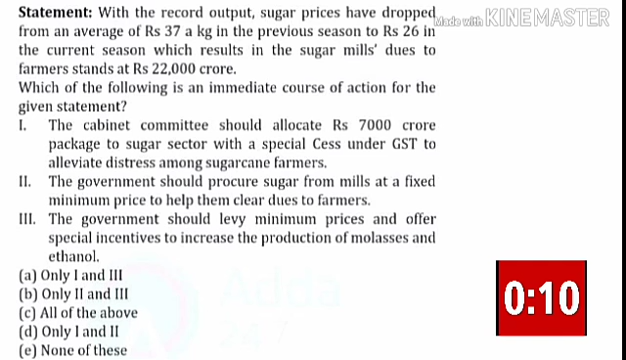 Statement: With the record output, sugar prices have dropped
Made with KINEMASTER
from an average of Rs 37 a kg in the previous season to Rs 26 in
the current season which results in the sugar mills' dues to
farmers stands at Rs 22,000 crore.
Which of the following is an immediate course of action for the
given statement?
I. The cabinet committee should allocate Rs 7000 crore
package to sugar sector with a special Cess under GST to
alleviate distress among sugarcane farmers.
II. The government should procure sugar from mills at a fixed
minimum price to help them clear dues to farmers.
III. The government should levy minimum prices and offer
special incentives to increase the production of molasses and
ethanol.
(a) Only I and III
(b) Only II and III
(c) All of the above
(d) Only I and II
(e) None of these
0:10